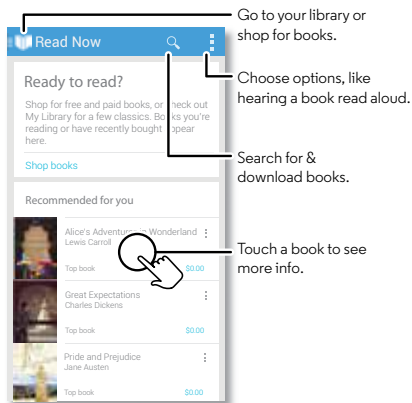 Go to your library or
shop for books.
Read Now
Choose options, like
hearing a book read aloud.
Ready to read?
Shop for free and paid books, or check out
My Library for a few classics. Books you're
reading or have recently bought appear
here.
Shop books
Search for &
download books.
Recommended for you
Alice's Adventures in Wonderland
Lewis Carroll
Top book $0.00
Touch a book to see
more info.
Great Expectations
Charles Dickens
Top book $0.00
Pride and Prejudice
Jane Austen
Top book $0.00